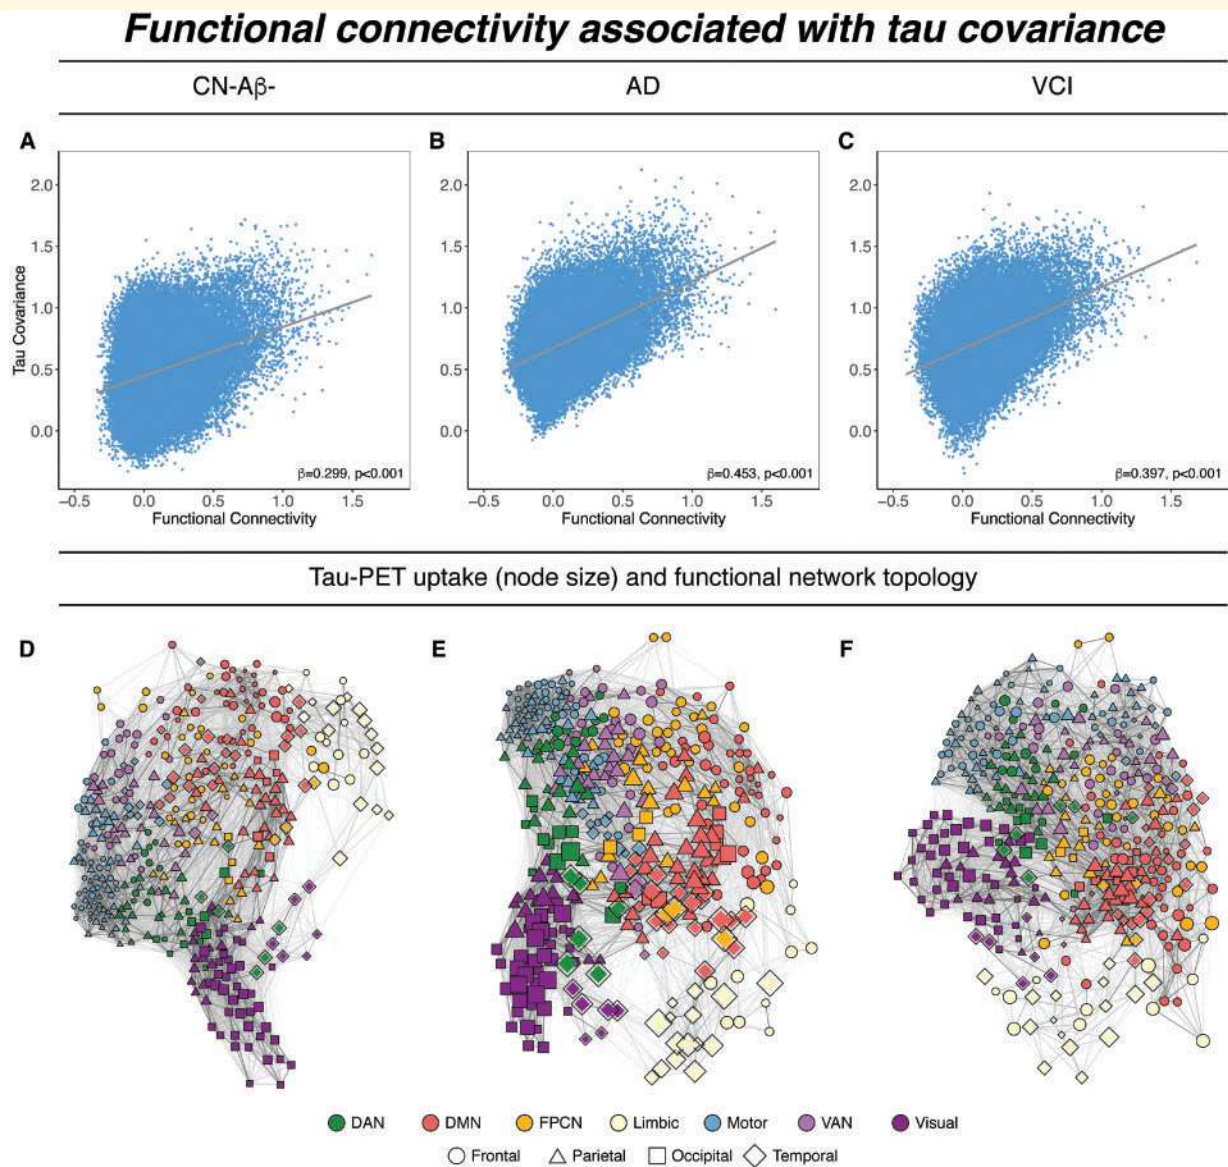 Functional connectivity associated with tau covariance
CN-Aβ- AD VCI
A B C
2.0 2.0 2.0
1.5 1.5 1.5
1.0 1.0 1.0
Tau Covariance
0.5 0.5 0.5
0.0 0.0 0.0
β=0.299, p<0.001 β=0.453, p<0.001 β=0.397, p<0.001
−0.5 0.0 0.5 1.0 1.5 −0.5 0.0 0.5 1.0 1.5 −0.5 0.0 0.5 1.0 1.5
Functional Connectivity Functional Connectivity Functional Connectivity
Tau-PET uptake (node size) and functional network topology
D E F
DAN DMN FPCN Limbic Motor VAN Visual
Frontal Parietal Occipital Temporal